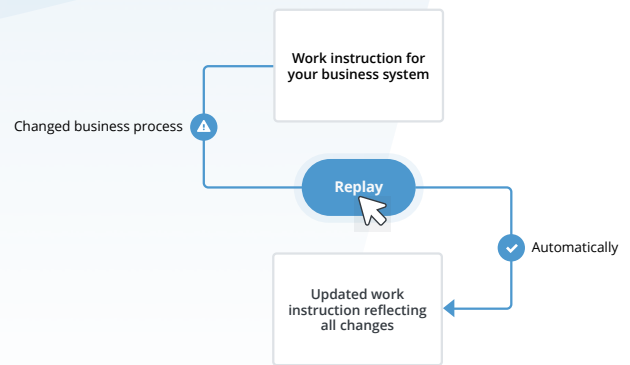 Work instruction for
your business system
Changed business process
Replay
Automatically
Updated work
instruction reflecting
all changes